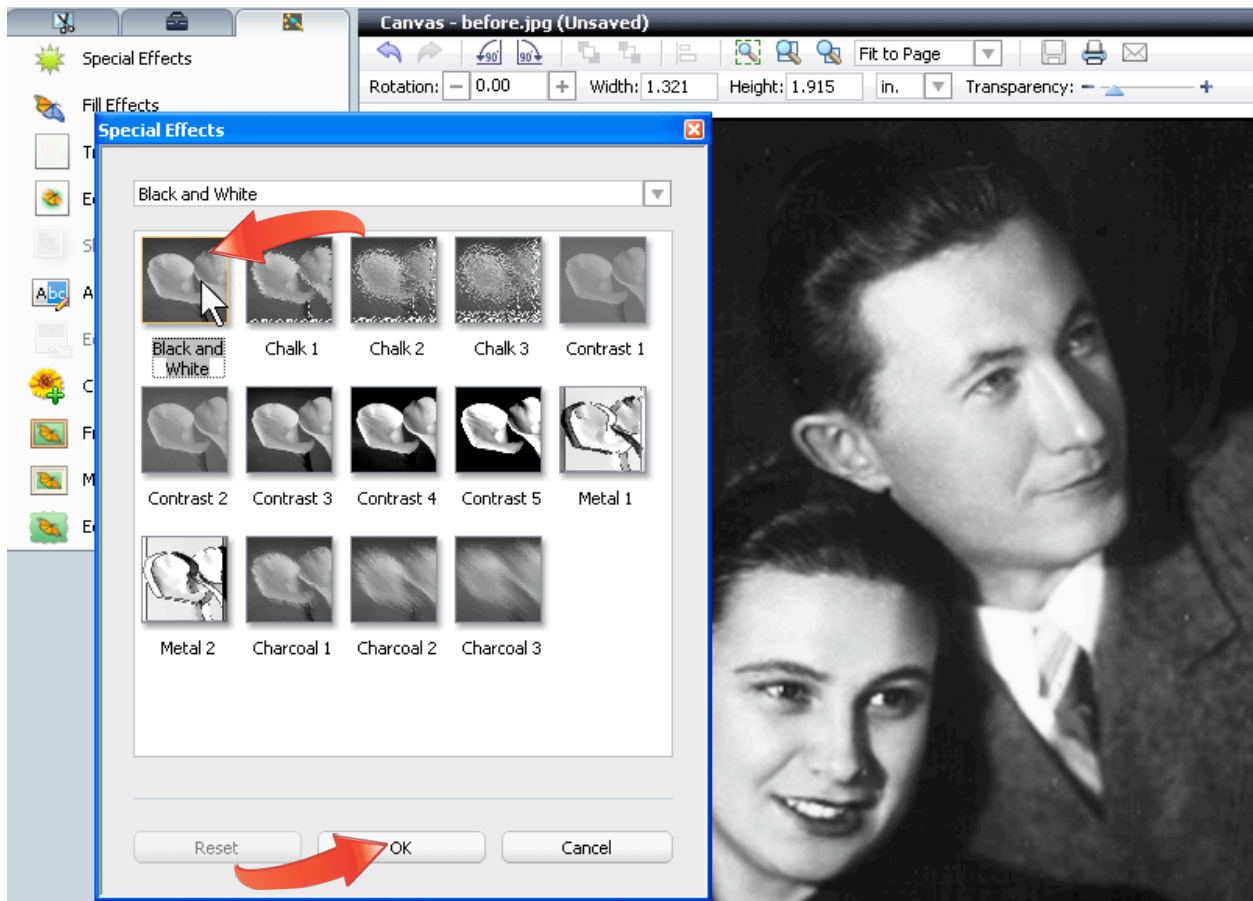 Canvas - before.jpg (Unsaved)
Special Effects
90° 90°
Fit to Page
Rotation: 0.00 Width: 1.321 Height: 1.915 in. Transparency:
Fill Effects
Special Effects
Black and White
Abc
Black and White
Chalk 1
Chalk 2
Chalk 3
Contrast 1
Contrast 2
Contrast 3
Contrast 4
Contrast 5
Metal 1
Metal 2
Charcoal 1
Charcoal 2
Charcoal 3
Reset
OK
Cancel